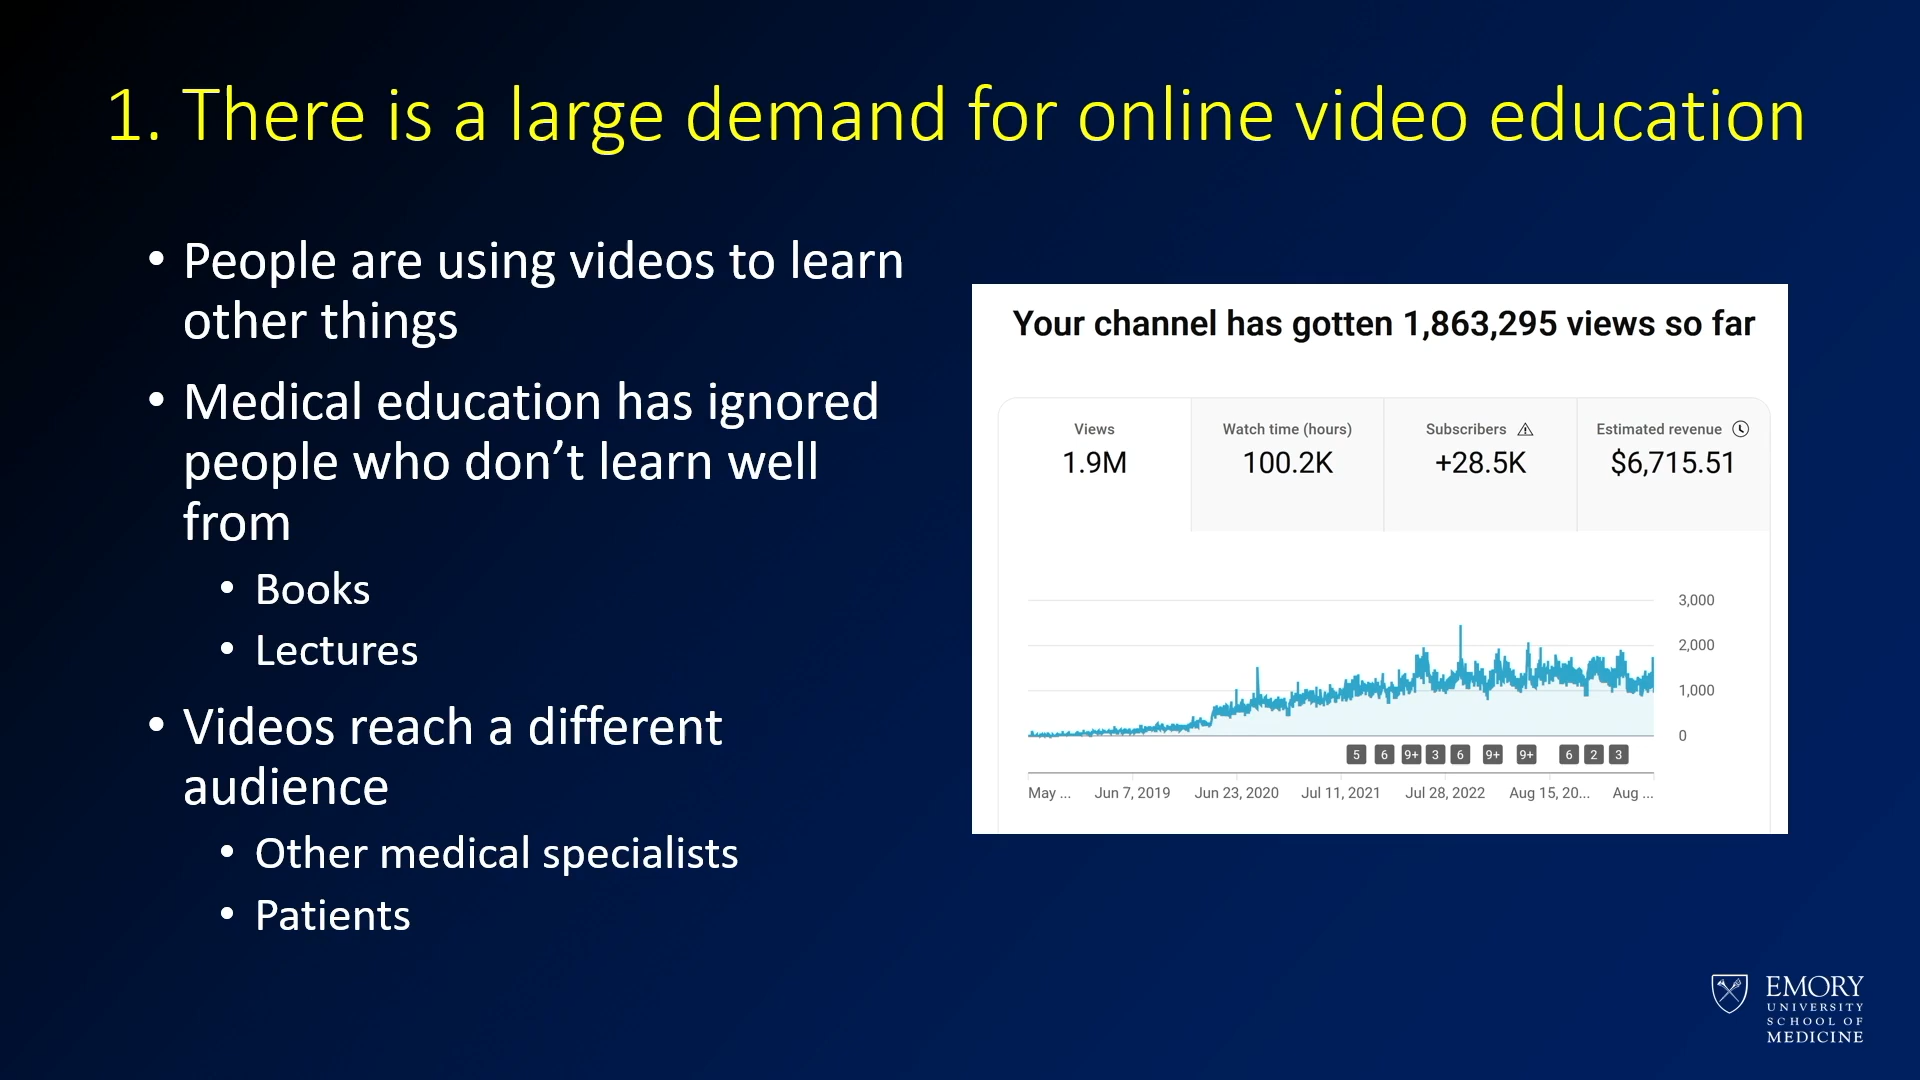 1. There is a large demand for online video education
• People are using videos to learn
other things
• Medical education has ignored
people who don’t learn well
from
• Books
• Lectures
• Videos reach a different
audience
• Other medical specialists
• Patients
Your channel has gotten 1,863,295 views so far
Views
1.9M
Watch time (hours)
100.2K
Subscribers
+28.5K
Estimated revenue
$6,715.51
3,000
2,000
1,000
0
5 6 9+ 3 6 9+ 9+ 6 2 3
May ... Jun 7, 2019 Jun 23, 2020 Jul 11, 2021 Jul 28, 2022 Aug 15, 20... Aug ...
EMORY
UNIVERSITY
SCHOOL OF
MEDICINE